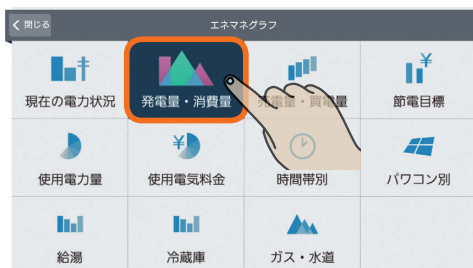 く 閉じる
エネマネグラフ
現在の電力状況
発電量・消費量
売電量・買電量
節電目標
使用電力量
使用電気料金
時間帯別
パワコン別
給湯
冷蔵庫
ガス・水道